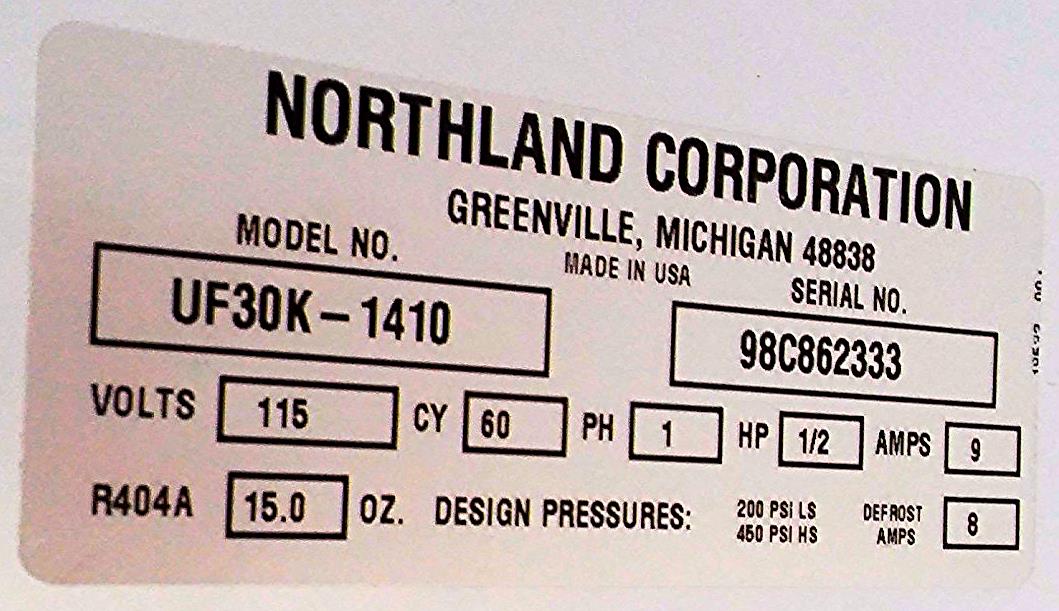 NORTHLAND CORPORATION
GREENVILLE, MICHIGAN 48838
MADE IN USA
MODEL NO. SERIAL NO.
UF30K-1410 98C862333
VOLTS 115 CY 60 PH 1 HP 1/2 AMPS 9
R404A 15.0 OZ. DESIGN PRESSURES: 200 PSI LS DEFROST 8
450 PSI HS AMPS